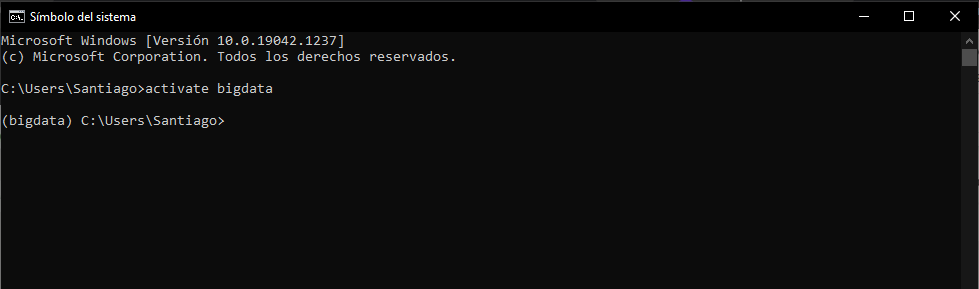 Símbolo del sistema
Microsoft Windows [Versión 10.0.19042.1237]
(c) Microsoft Corporation. Todos los derechos reservados.
C:\Users\Santiago>activate bigdata
(bigdata) C:\Users\Santiago>